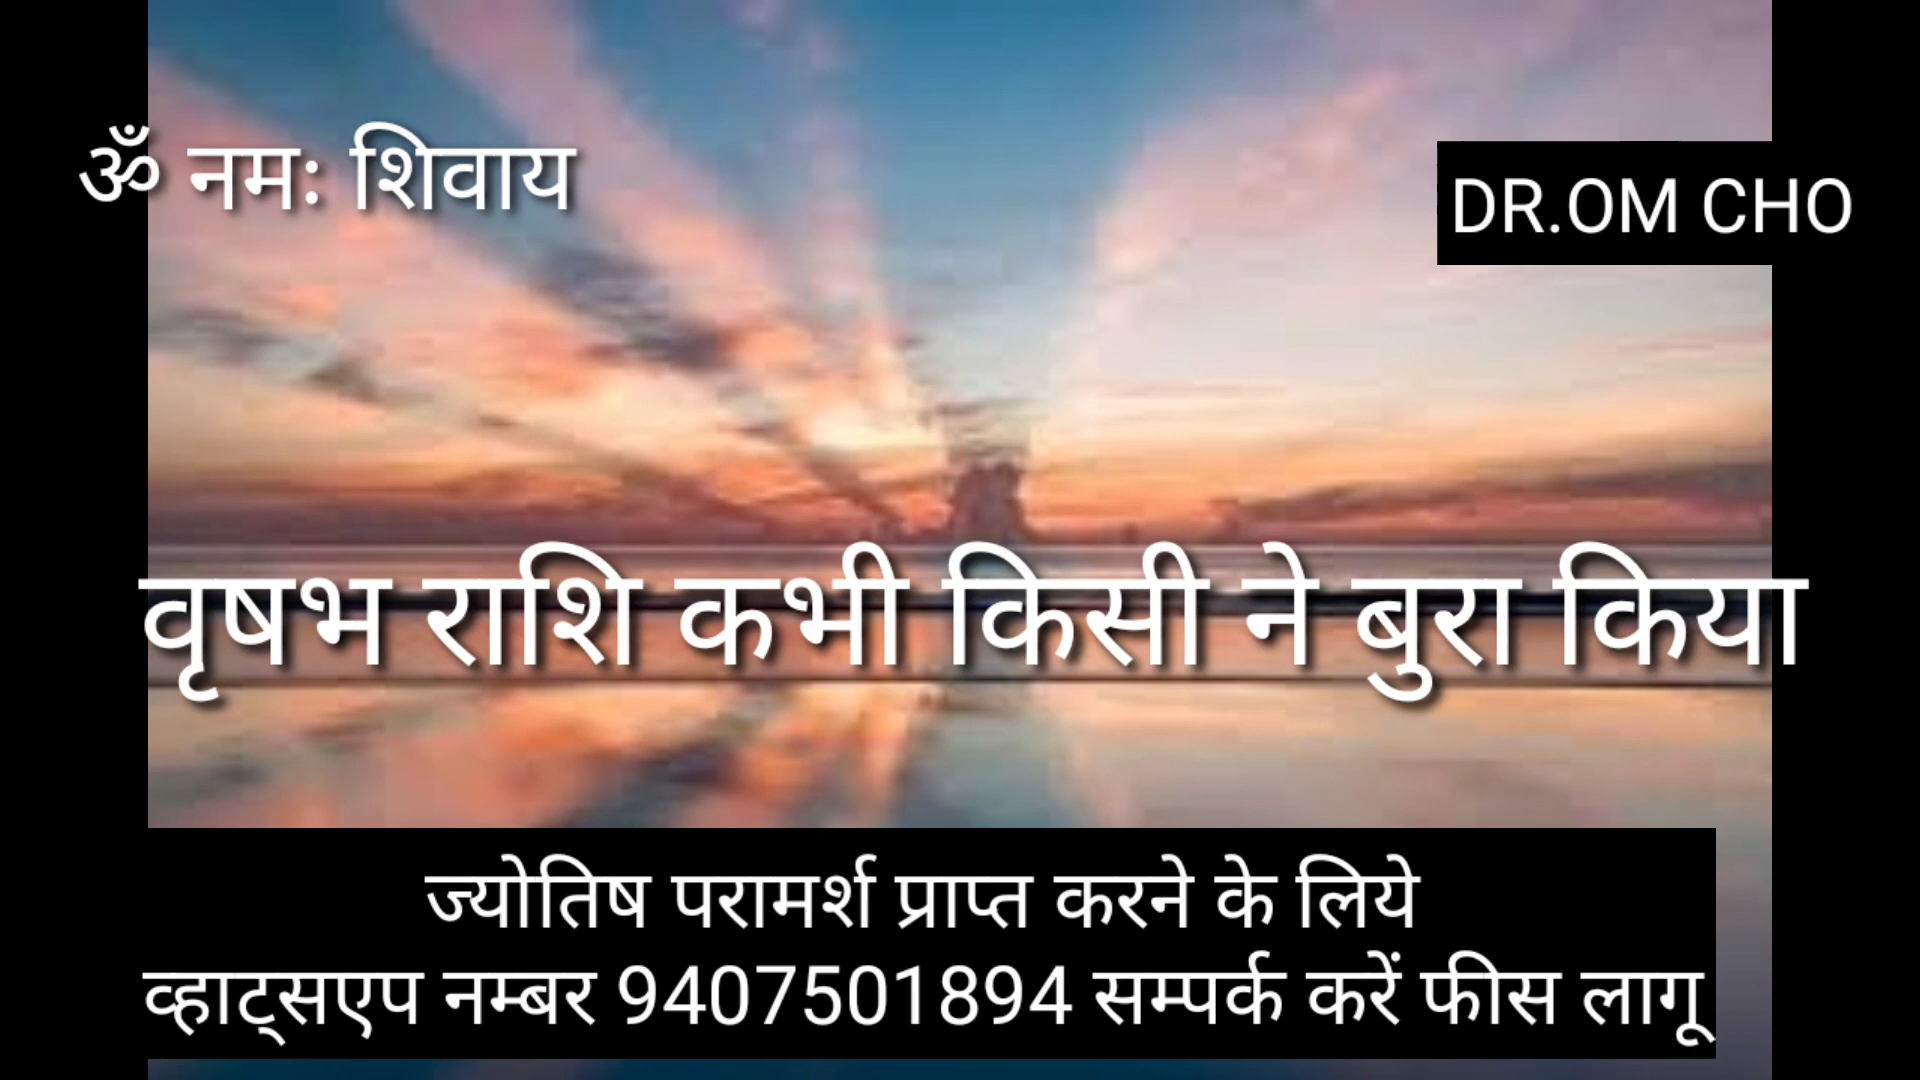 ॐ नमः शिवाय
DR.OM CHO
वृषभ राशि कभी किसी ने बुरा किया
ज्योतिष परामर्श प्राप्त करने के लिये
व्हाट्सएप नम्बर 9407501894 सम्पर्क करें फीस लागू